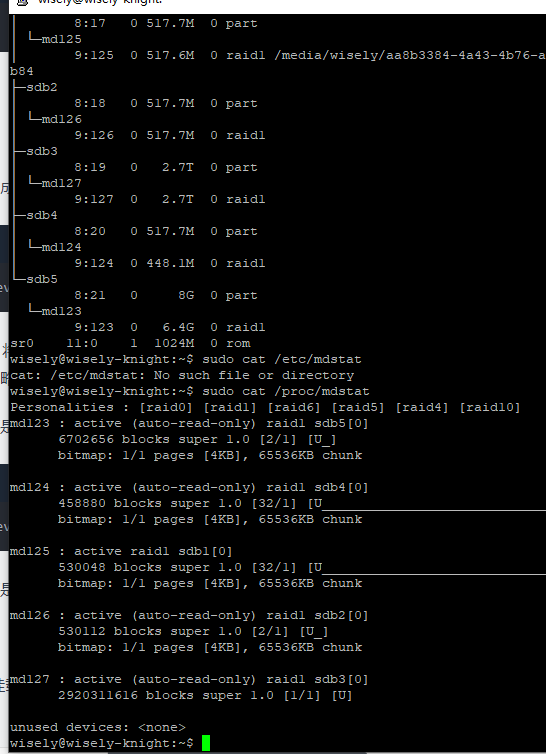 wisely@wisely-knight:
8:17 0 517.7M 0 part
└─md125
9:125 0 517.6M 0 raid1 /media/wisely/aa8b3384-4a43-4b76-a
b84
├─sdb2
8:18 0 517.7M 0 part
└─md126
9:126 0 517.7M 0 raid1
├─sdb3
8:19 0 2.7T 0 part
└─md127
9:127 0 2.7T 0 raid1
├─sdb4
8:20 0 517.7M 0 part
└─md124
9:124 0 448.1M 0 raid1
└─sdb5
8:21 0 8G 0 part
└─md123
9:123 0 6.4G 0 raid1
sr0 11:0 1 1024M 0 rom
wisely@wisely-knight:~$ sudo cat /etc/mdstat
cat: /etc/mdstat: No such file or directory
wisely@wisely-knight:~$ sudo cat /proc/mdstat
Personalities : [raid0] [raid1] [raid6] [raid5] [raid4] [raid10]
md123 : active (auto-read-only) raid1 sdb5[0]
6702656 blocks super 1.0 [2/1] [U_]
bitmap: 1/1 pages [4KB], 65536KB chunk
md124 : active (auto-read-only) raid1 sdb4[0]
458880 blocks super 1.0 [32/1] [U____________________________
bitmap: 1/1 pages [4KB], 65536KB chunk
md125 : active raid1 sdb1[0]
530048 blocks super 1.0 [32/1] [U____________________________
bitmap: 1/1 pages [4KB], 65536KB chunk
md126 : active (auto-read-only) raid1 sdb2[0]
530112 blocks super 1.0 [2/1] [U_]
bitmap: 1/1 pages [4KB], 65536KB chunk
md127 : active (auto-read-only) raid1 sdb3[0]
2920311616 blocks super 1.0 [1/1] [U]
unused devices: <none>
wisely@wisely-knight:~$